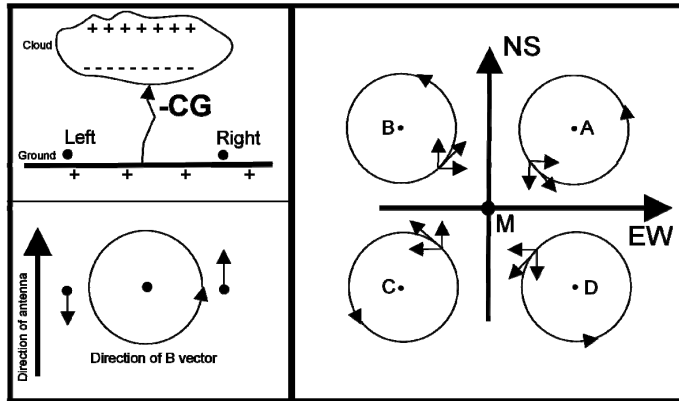 + + + + + + +
Cloud
- - - - - - - - - -
-CG
Left
Right
Ground
+ + + +
Direction of antenna
Direction of B vector
NS
B
A
M
EW
C
D